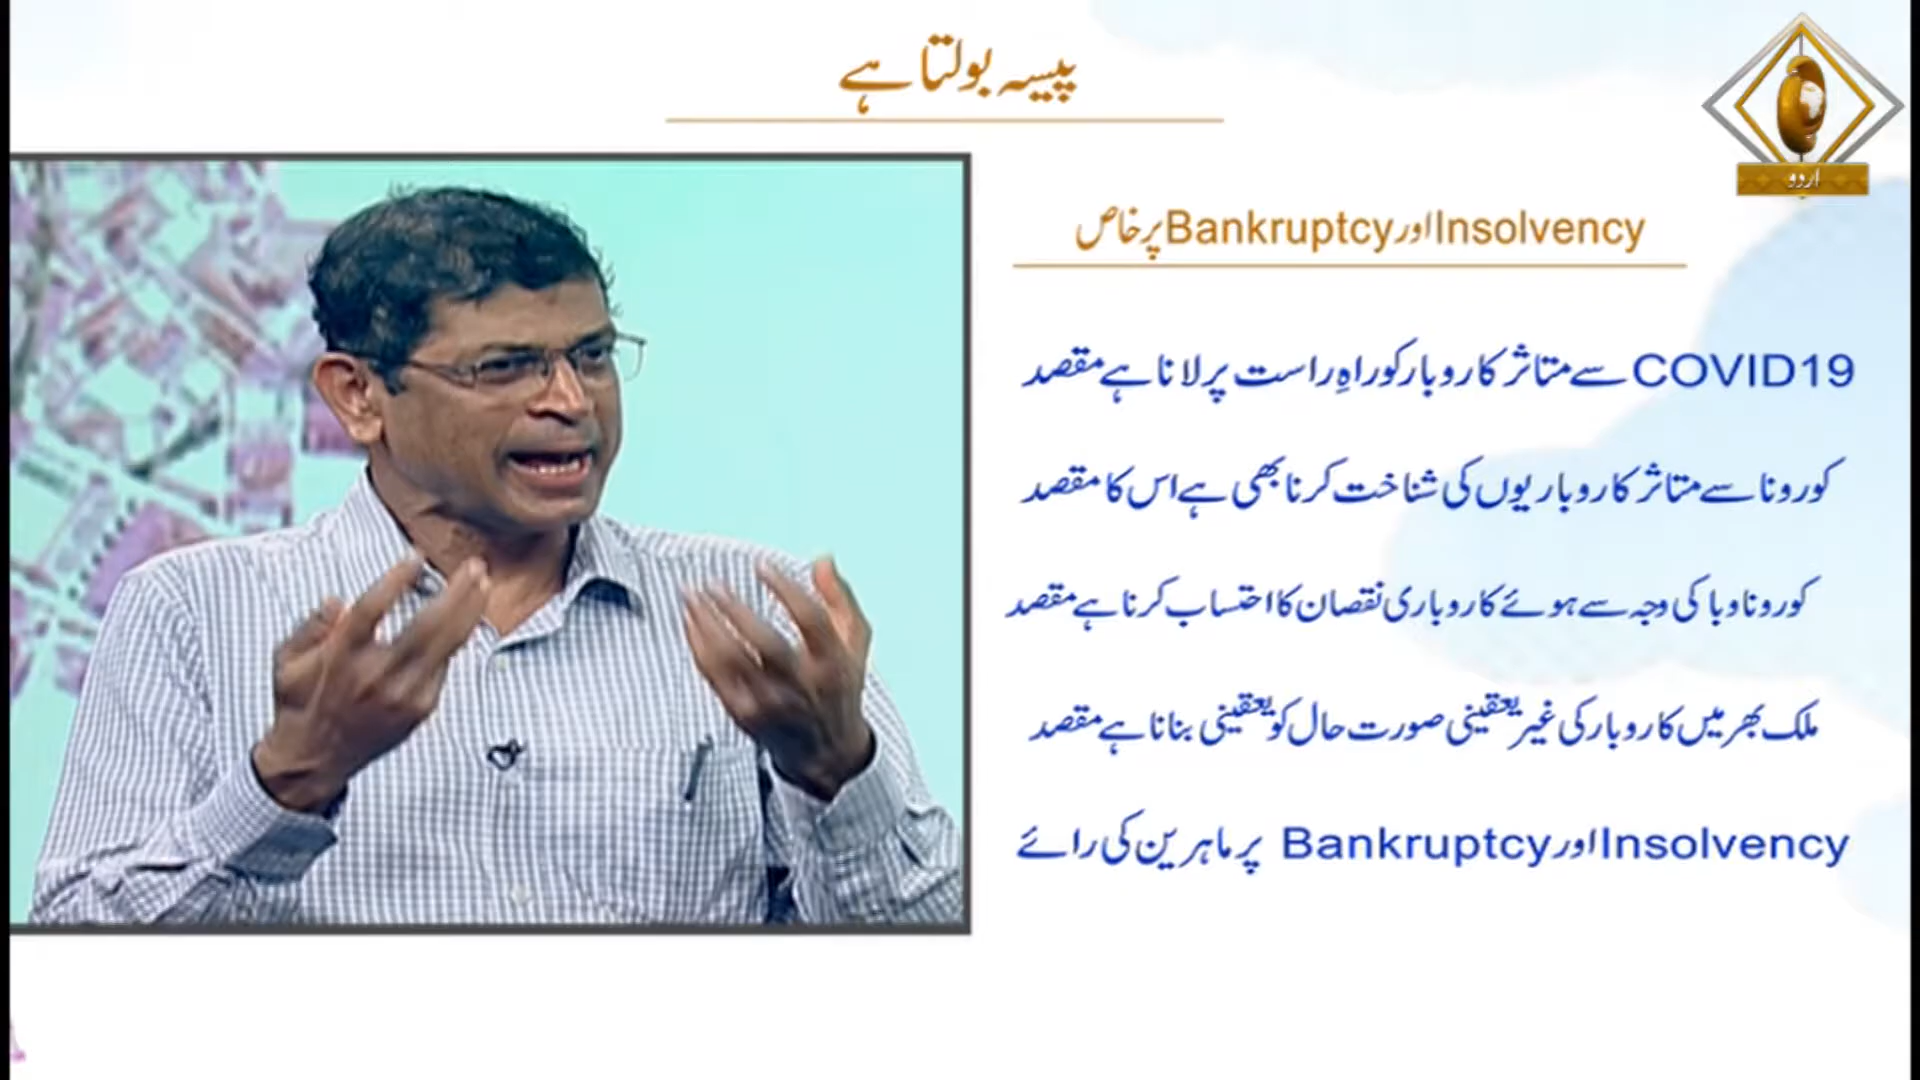 پیسہ بولتا ہے
اردو
Insolvency اور Bankruptcy پر خاص
COVID19 سے متاثر کاروبار کو راہِ راست پر لانا ہے مقصد
کورونا سے متاثر کاروباریوں کی شناخت کرنا بھی ہے اس کا مقصد
کورونا وبا کی وجہ سے ہوئے کاروباری نقصان کا احتساب کرنا ہے مقصد
ملک بھر میں کاروبار کی غیر یعقینی صورت حال کو یعقینی بنانا ہے مقصد
Insolvency اور Bankruptcy پر ماہرین کی رائے